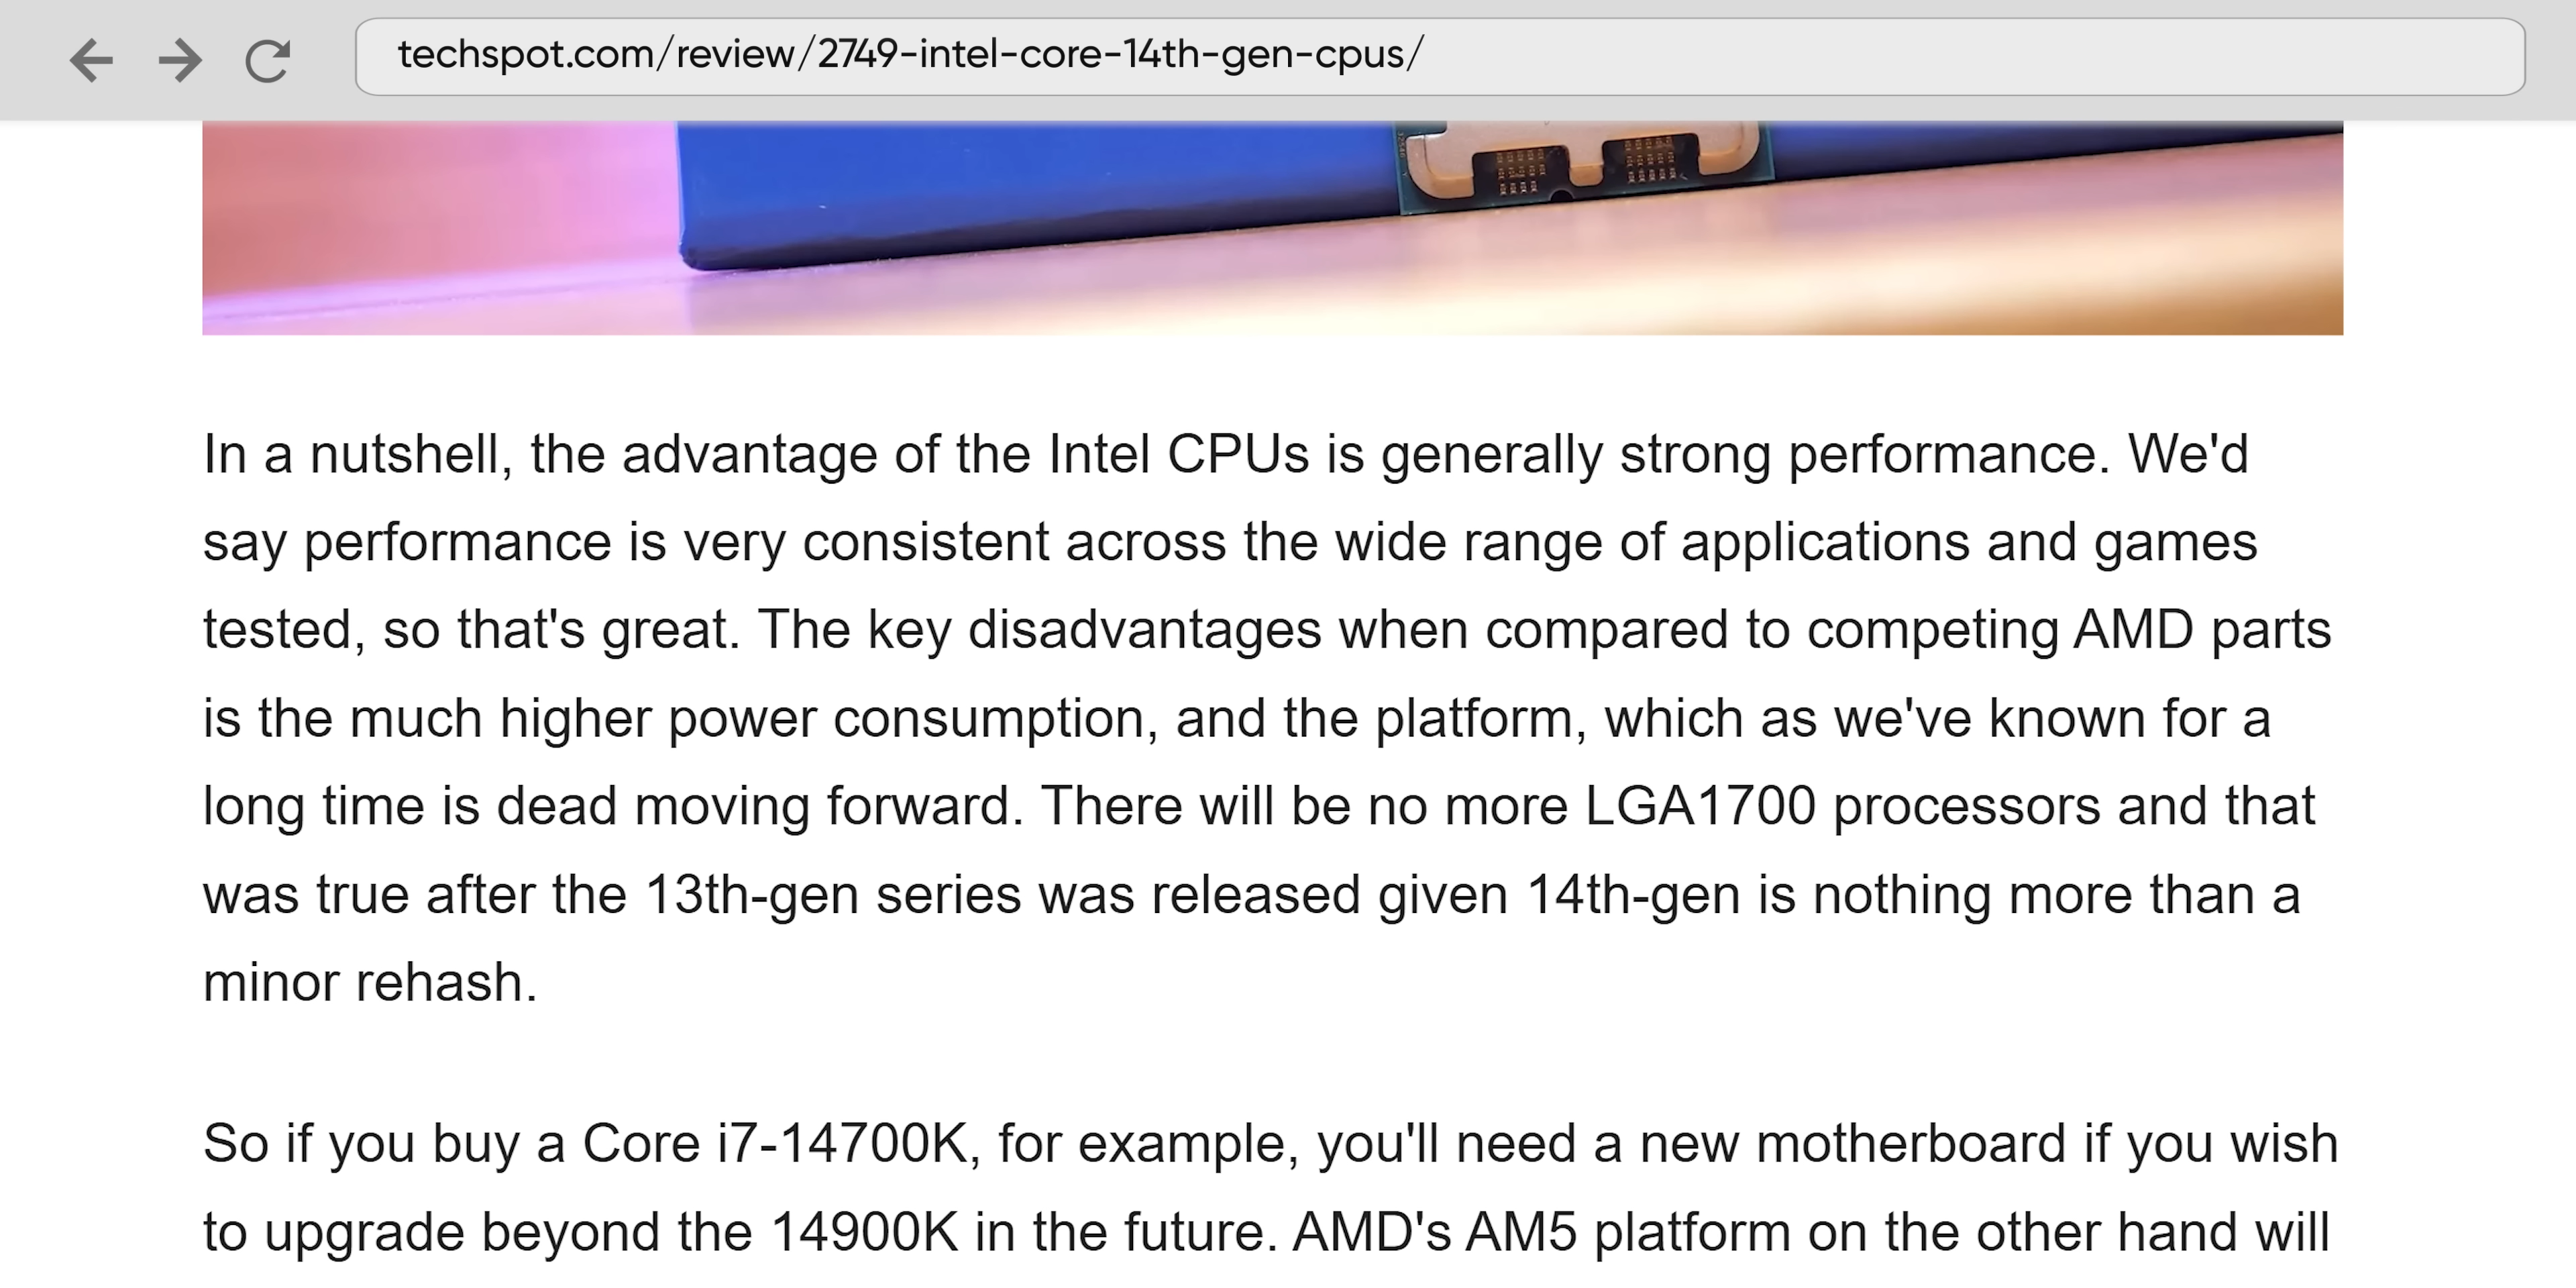 techspot.com/review/2749-intel-core-14th-gen-cpus/
In a nutshell, the advantage of the Intel CPUs is generally strong performance. We'd
say performance is very consistent across the wide range of applications and games
tested, so that's great. The key disadvantages when compared to competing AMD parts
is the much higher power consumption, and the platform, which as we've known for a
long time is dead moving forward. There will be no more LGA1700 processors and that
was true after the 13th-gen series was released given 14th-gen is nothing more than a
minor rehash.
So if you buy a Core i7-14700K, for example, you'll need a new motherboard if you wish
to upgrade beyond the 14900K in the future. AMD's AM5 platform on the other hand will